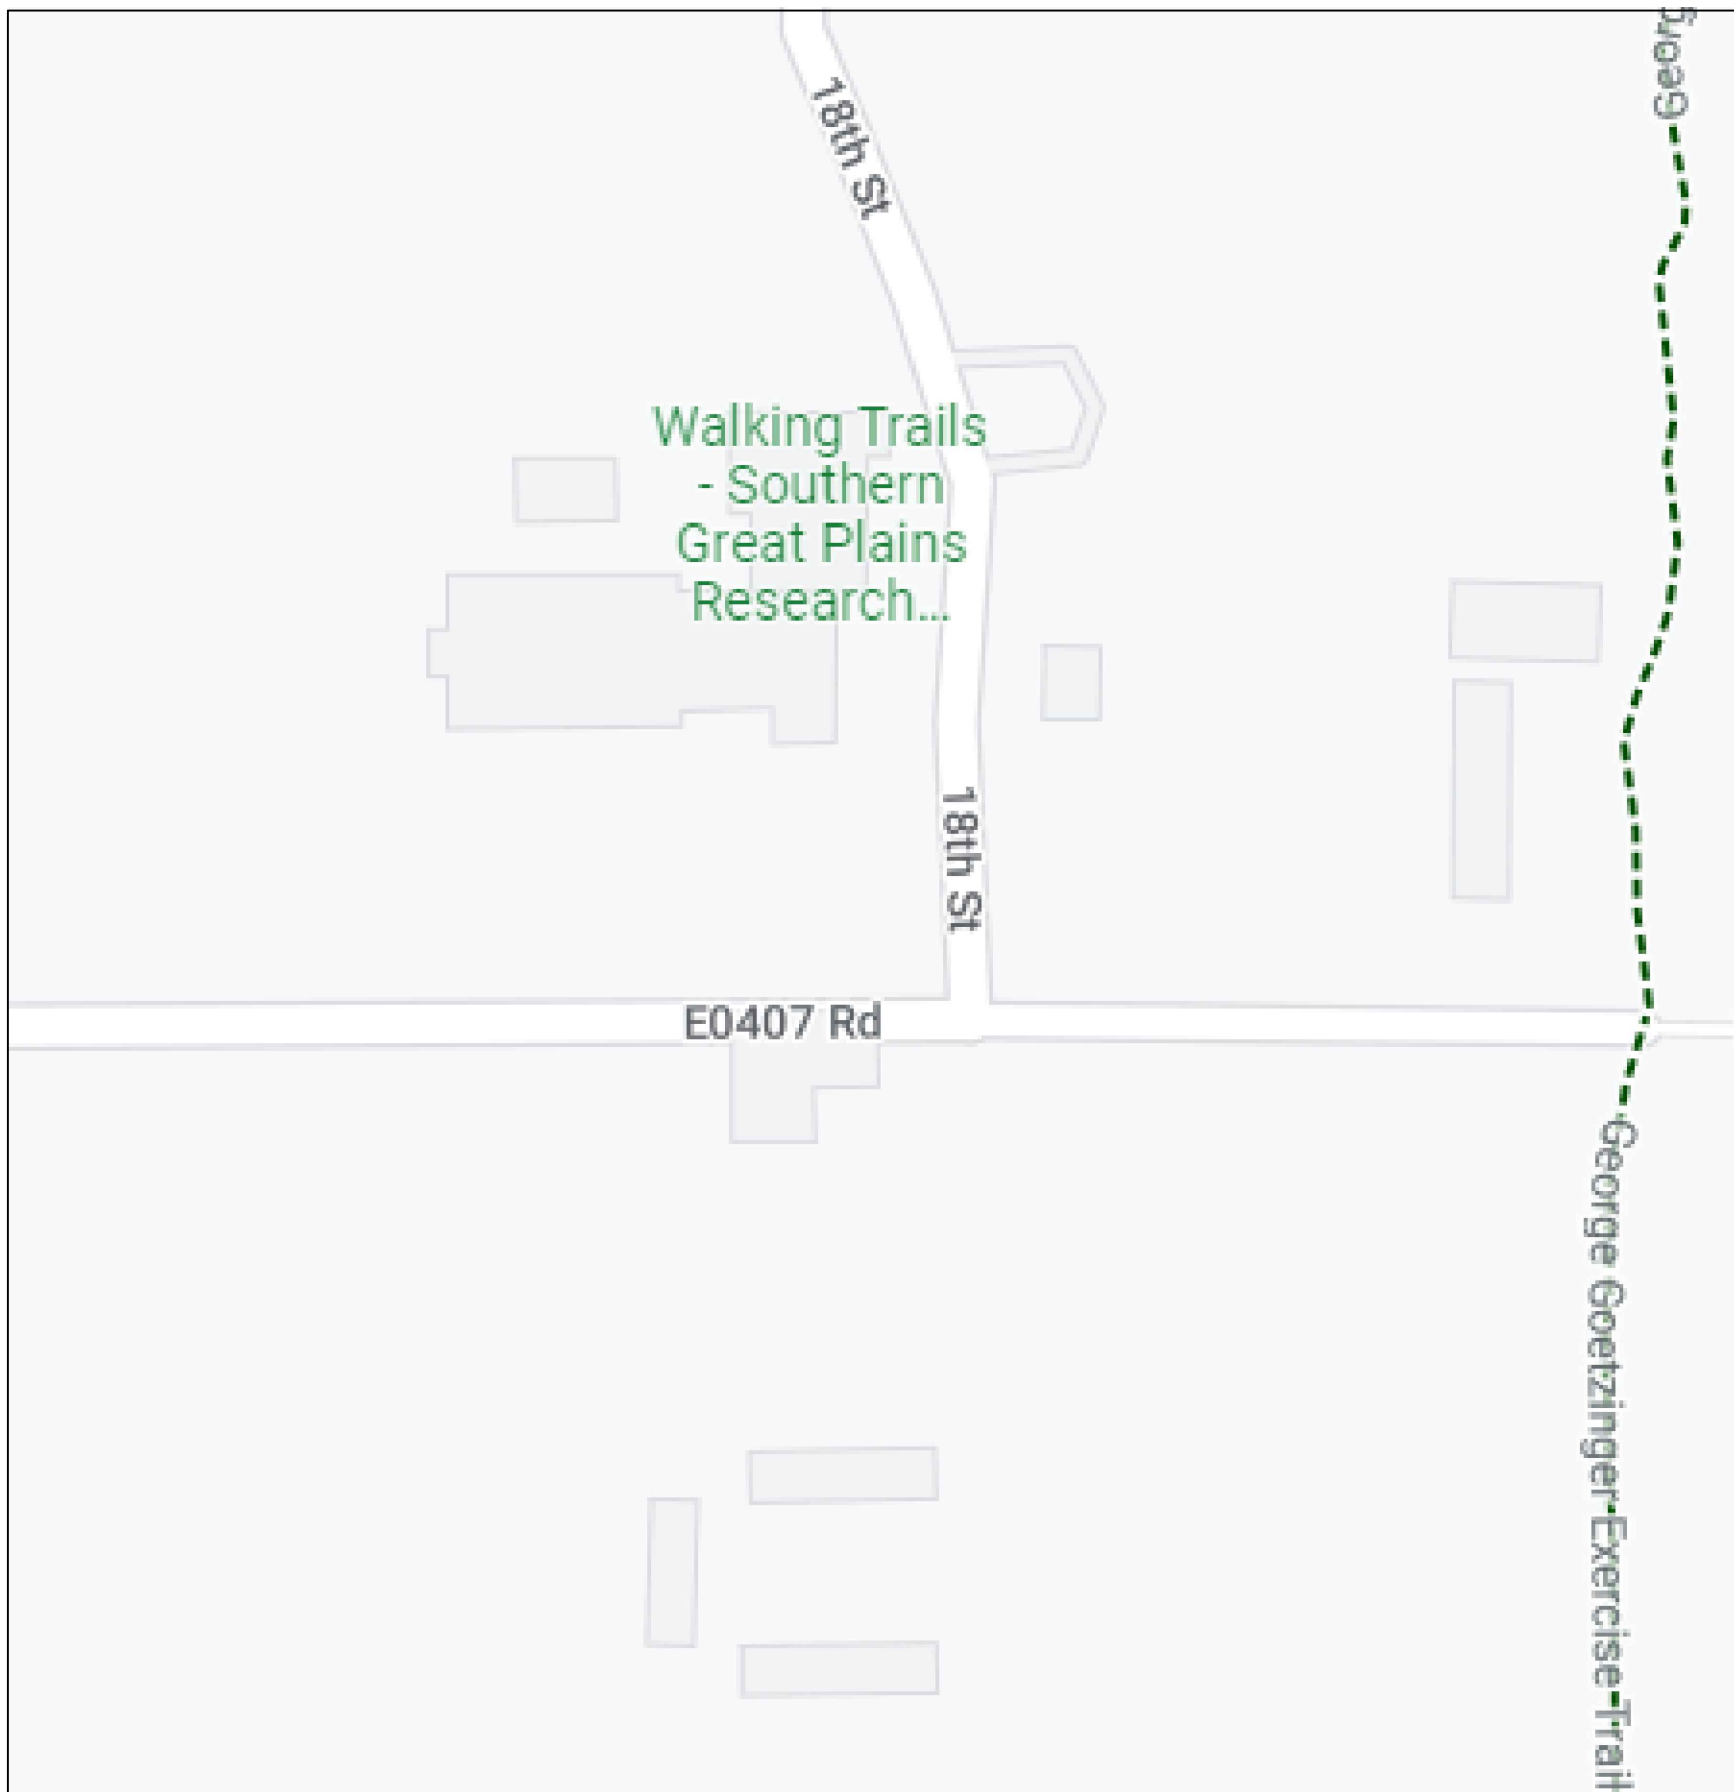 18th St
Walking Trails
- Southern
Great Plains
Research...
18th St
E0407 Rd
George Goetzinger Exercise Trail